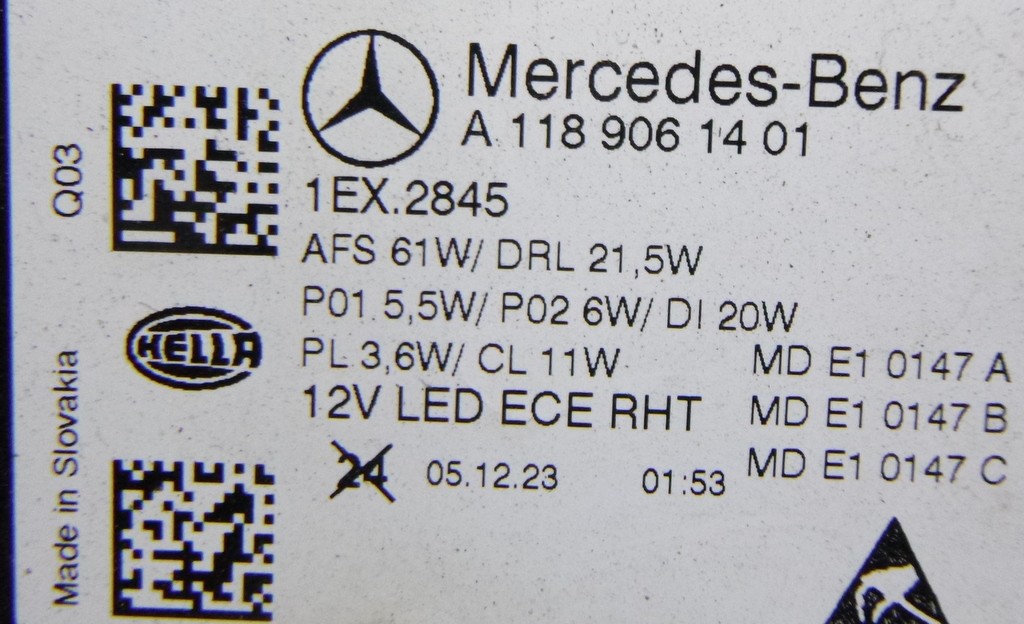 Mercedes-Benz
A 118 906 14 01
Q03
1EX.2845
AFS 61W/ DRL 21,5W
P01 5,5W/ P02 6W/ DI 20W
HELLA
PL 3,6W/ CL 11W
MD E1 0147 A
12V LED ECE RHT
MD E1 0147 B
Made in Slovakia
24
05.12.23
01:53
MD E1 0147 C